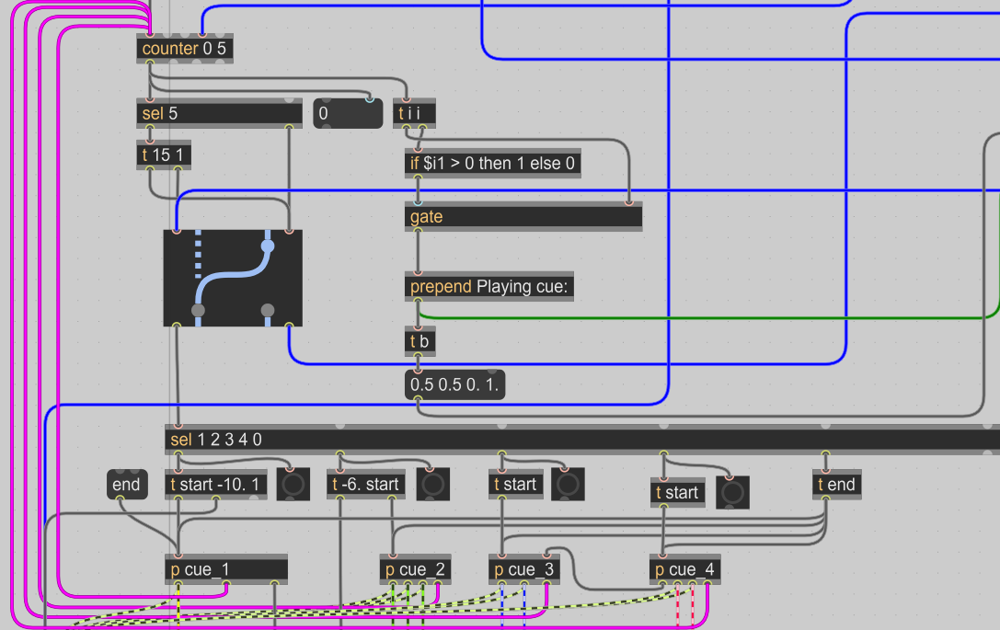 counter 0 5
sel 5
0
t i i
t 15 1
if $i1 > 0 then 1 else 0
gate
prepend Playing cue:
t b
0.5 0.5 0. 1.
sel 1 2 3 4 0
end
t start -10. 1
t -6. start
t start
t start
t end
p cue_1
p cue_2
p cue_3
p cue_4